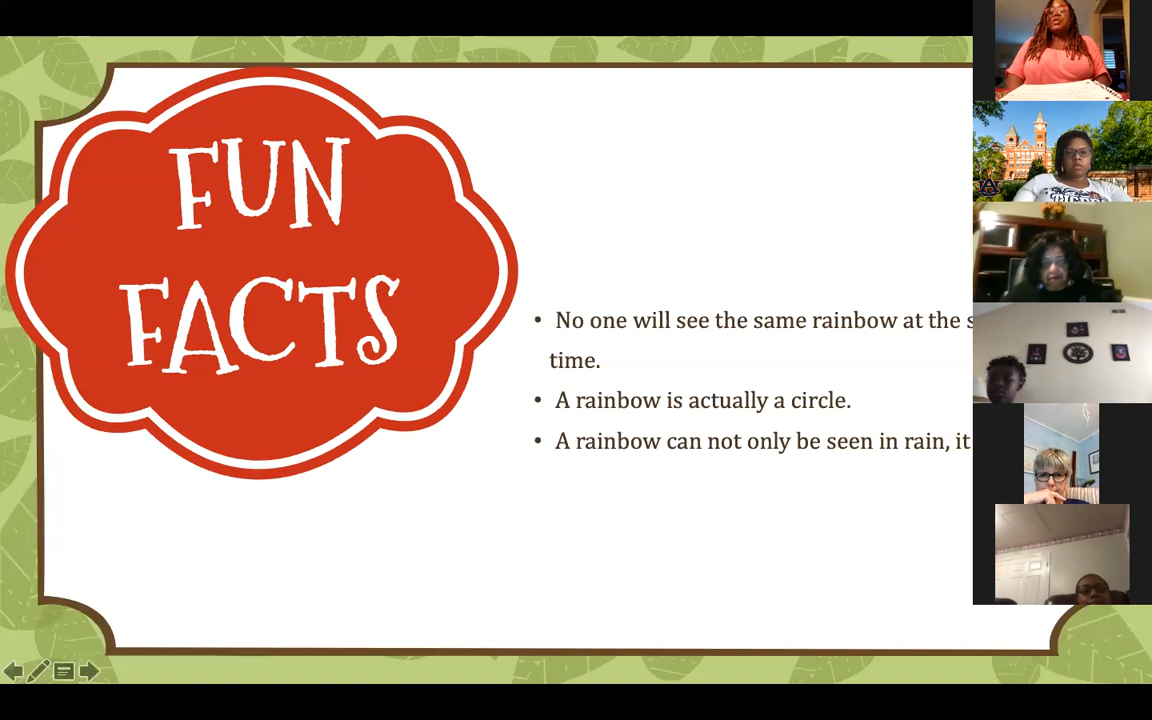 FUN
FACTS
• No one will see the same rainbow at the
time.
• A rainbow is actually a circle.
• A rainbow can not only be seen in rain, it